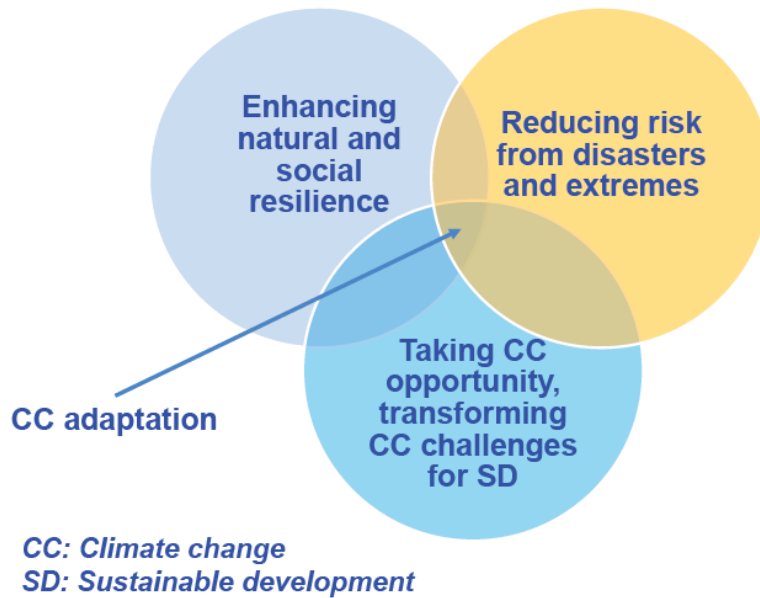 Enhancing
natural and
social
resilience
Reducing risk
from disasters
and extremes
Taking CC
opportunity,
transforming
CC challenges
for SD
CC adaptation
CC: Climate change
SD: Sustainable development